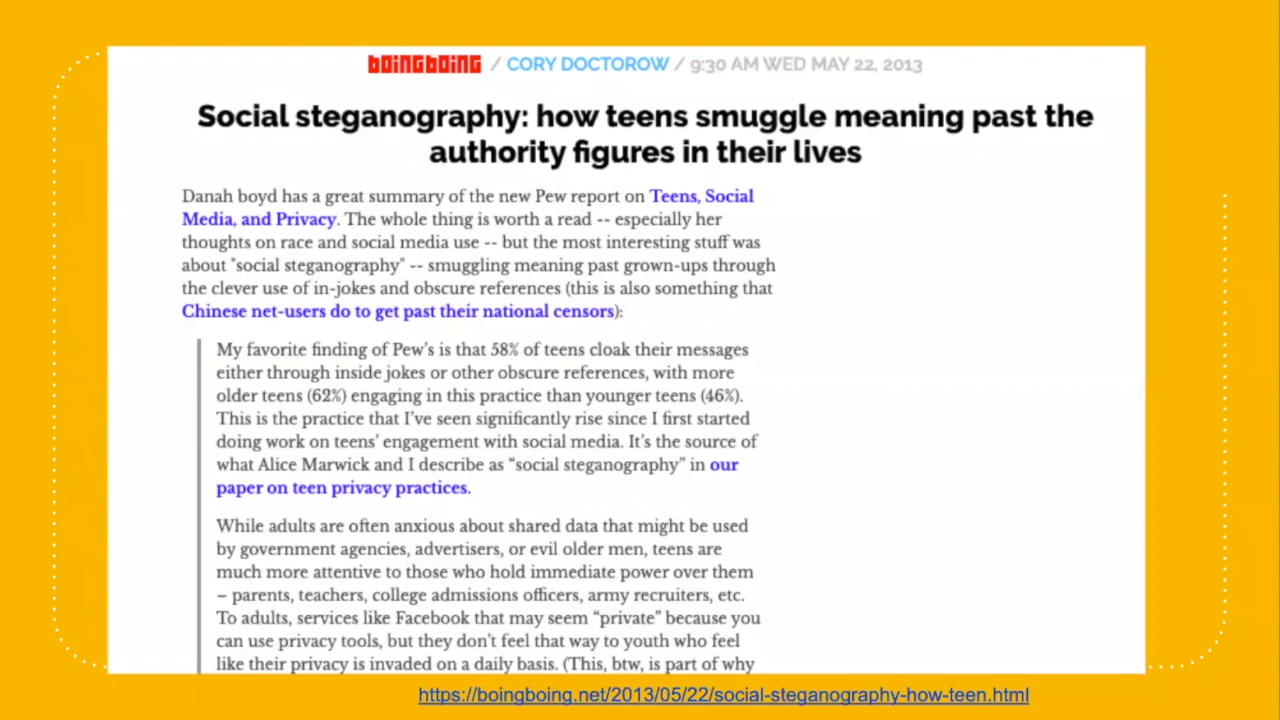 boingboing / CORY DOCTOROW / 9:30 AM WED MAY 22, 2013
Social steganography: how teens smuggle meaning past the
authority figures in their lives
Danah boyd has a great summary of the new Pew report on Teens, Social
Media, and Privacy. The whole thing is worth a read -- especially her
thoughts on race and social media use -- but the most interesting stuff was
about "social steganography" -- smuggling meaning past grown-ups through
the clever use of in-jokes and obscure references (this is also something that
Chinese net-users do to get past their national censors):
My favorite finding of Pew’s is that 58% of teens cloak their messages
either through inside jokes or other obscure references, with more
older teens (62%) engaging in this practice than younger teens (46%).
This is the practice that I’ve seen significantly rise since I first started
doing work on teens’ engagement with social media. It’s the source of
what Alice Marwick and I describe as “social steganography” in our
paper on teen privacy practices.
While adults are often anxious about shared data that might be used
by government agencies, advertisers, or evil older men, teens are
much more attentive to those who hold immediate power over them
– parents, teachers, college admissions officers, army recruiters, etc.
To adults, services like Facebook that may seem “private” because you
can use privacy tools, but they don’t feel that way to youth who feel
like their privacy is invaded on a daily basis. (This, btw, is part of why
https://boingboing.net/2013/05/22/social-steganography-how-teen.html